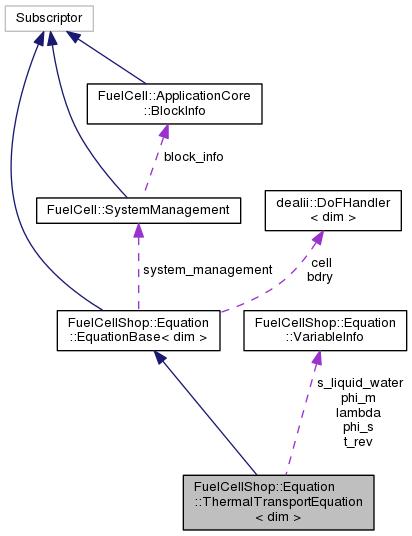 Subscriptor
FuelCell::ApplicationCore
::BlockInfo
block_info
FuelCell::SystemManagement
dealii::DoFHandler
< dim >
system_management
cell
bdry
FuelCellShop::Equation
::EquationBase< dim >
FuelCellShop::Equation
::VariableInfo
s_liquid_water
phi_m
lambda
phi_s
t_rev
FuelCellShop::Equation
::ThermalTransportEquation
< dim >